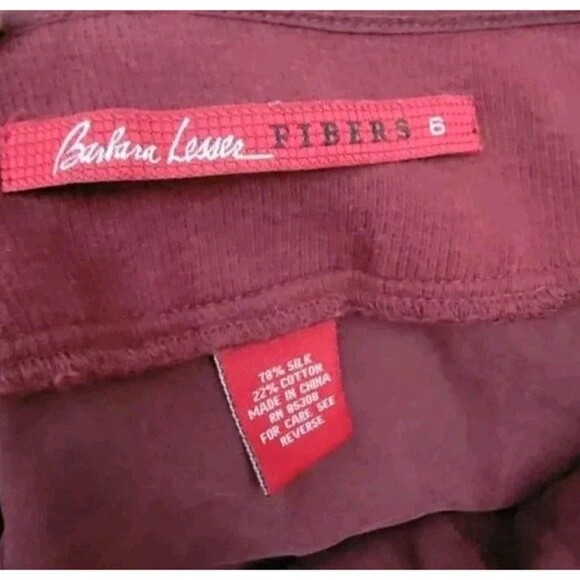 Barbara Lesser FIBERS 6
78% SILK
22% COTTON
MADE IN CHINA
RN 85308
FOR CARE SEE
REVERSE